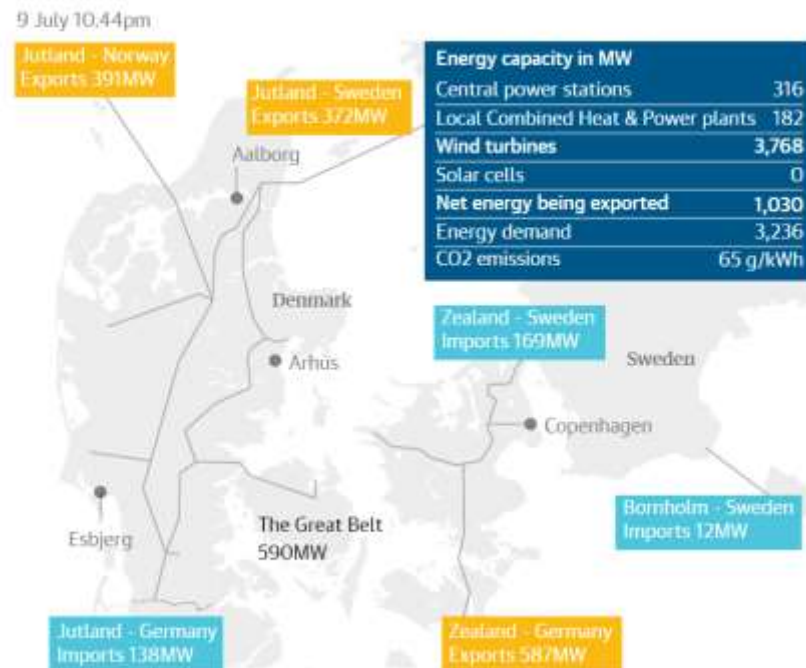 9 July 10.44pm
Jutland - Norway
Exports 391MW
Jutland - Sweden
Exports 372MW
Energy capacity in MW
Central power stations 316
Local Combined Heat & Power plants 182
Wind turbines 3,768
Solar cells 0
Net energy being exported 1,030
Energy demand 3,236
CO2 emissions 65 g/kWh
Aalborg
Denmark
Zealand - Sweden
Imports 169MW
Sweden
Arhus
Copenhagen
Esbjerg
The Great Belt
590MW
Bornholm - Sweden
Imports 12MW
Jutland - Germany
Imports 138MW
Zealand - Germany
Exports 587MW